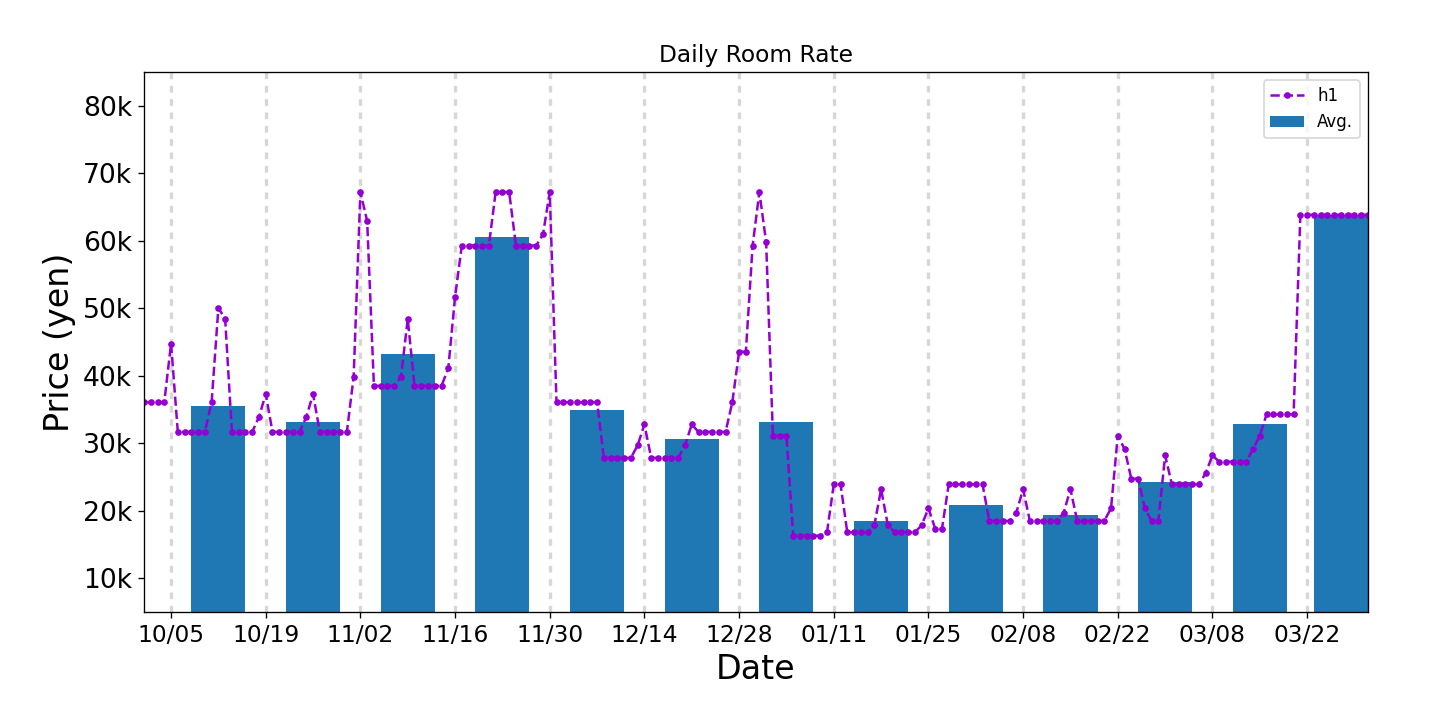 Daily Room Rate
h1
Avg.
80k
70k
60k
50k
40k
30k
20k
10k
Price (yen)
10/05 10/19 11/02 11/16 11/30 12/14 12/28 01/11 01/25 02/08 02/22 03/08 03/22
Date